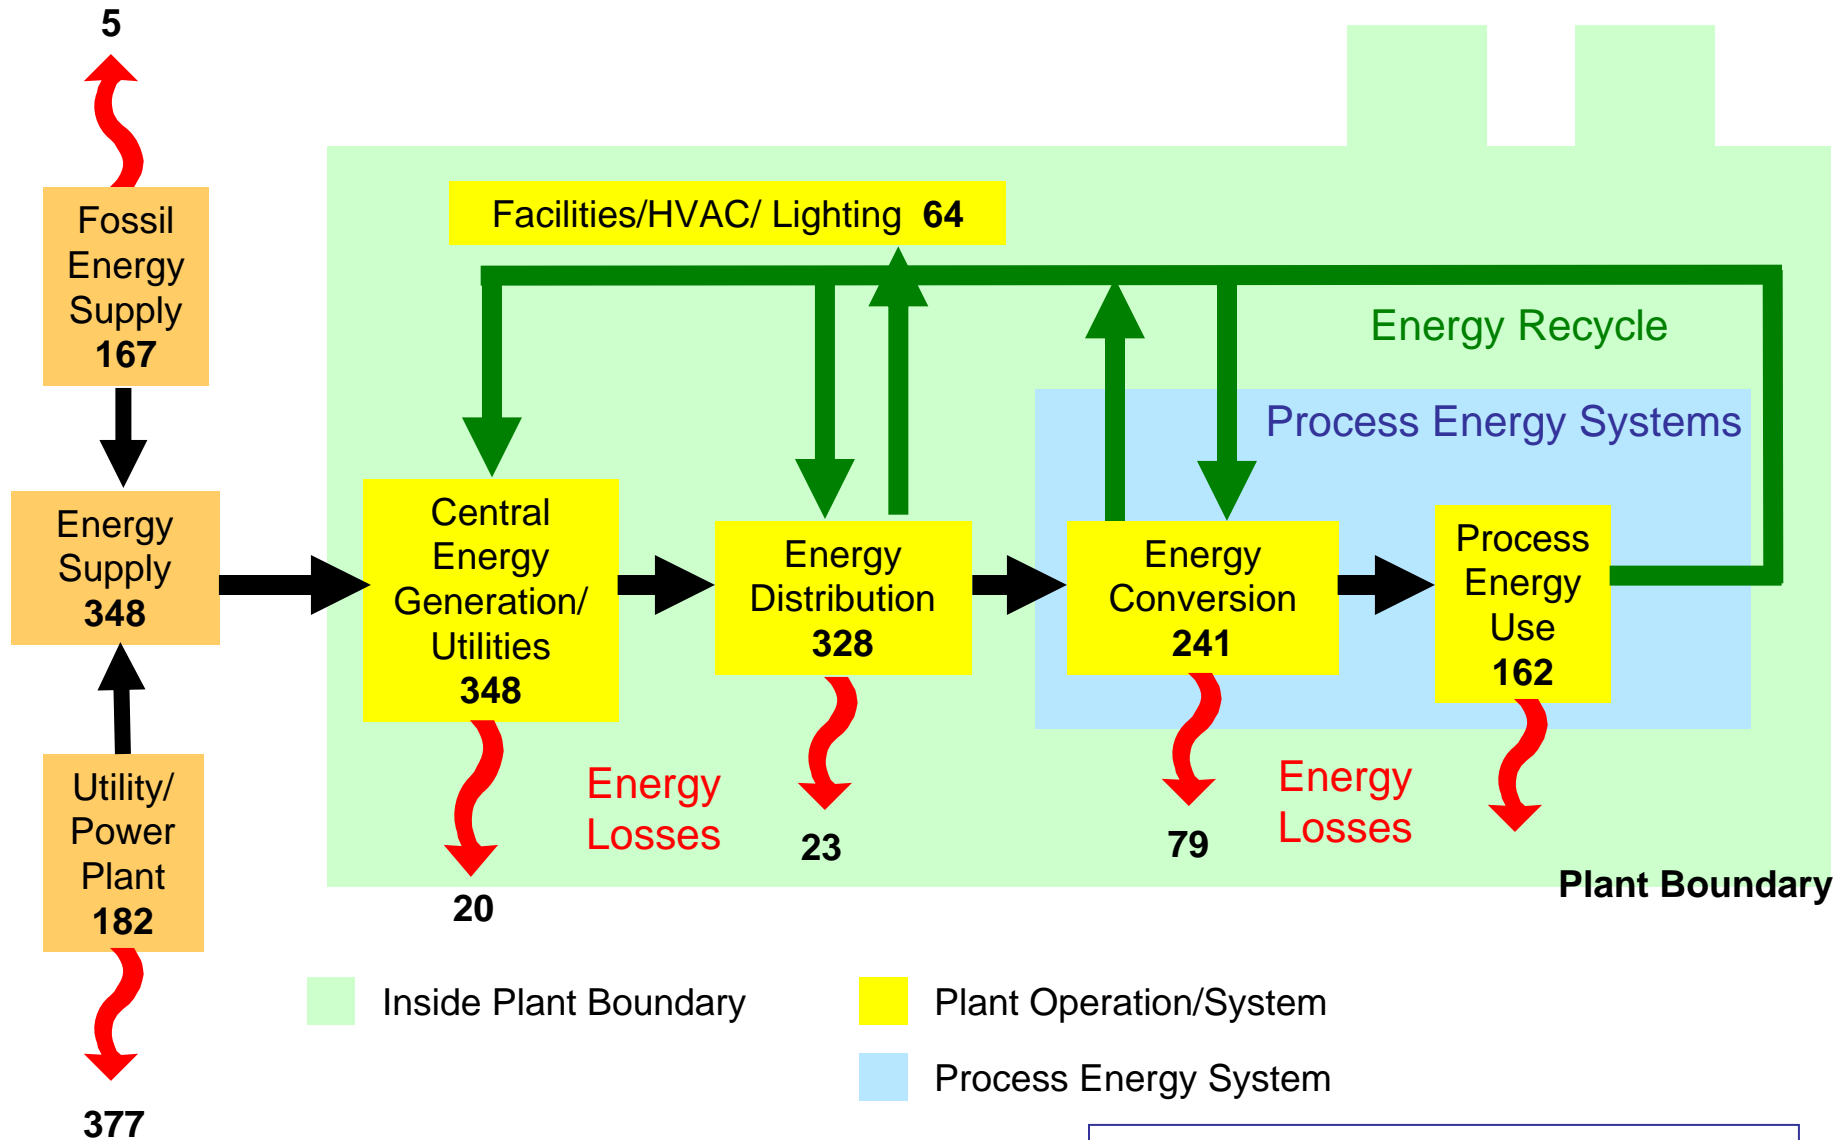 5
Fossil
Energy
Supply
167
Energy
Supply
348
Utility/
Power
Plant
182
377
Facilities/HVAC/ Lighting 64
Energy Recycle
Process Energy Systems
Central
Energy
Generation/
Utilities
348
Energy
Distribution
328
Energy
Conversion
241
Process
Energy
Use
162
Energy
Losses
20
23
79
Energy
Losses
Plant Boundary
Inside Plant Boundary
Plant Operation/System
Process Energy System